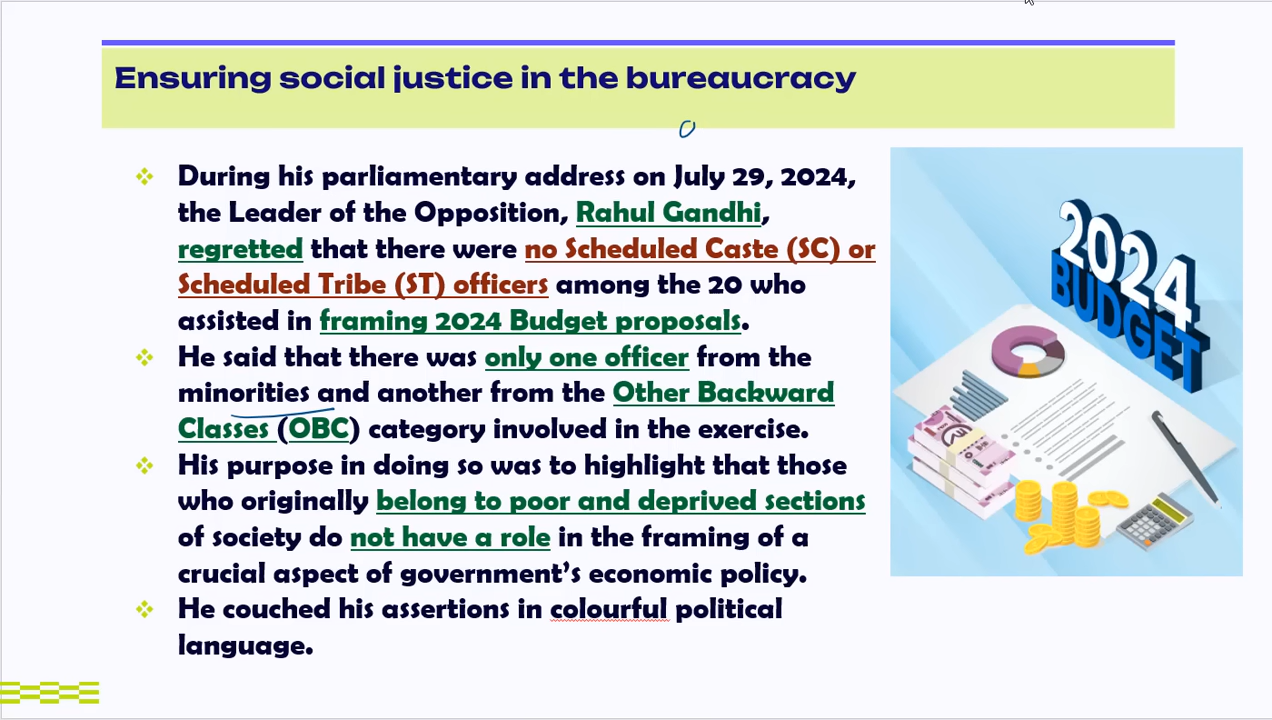 Ensuring social justice in the bureaucracy
During his parliamentary address on July 29, 2024,
the Leader of the Opposition, Rahul Gandhi,
regretted that there were no Scheduled Caste (SC) or
Scheduled Tribe (ST) officers among the 20 who
assisted in framing 2024 Budget proposals.
He said that there was only one officer from the
minorities and another from the Other Backward
Classes (OBC) category involved in the exercise.
His purpose in doing so was to highlight that those
who originally belong to poor and deprived sections
of society do not have a role in the framing of a
crucial aspect of government’s economic policy.
He couched his assertions in colourful political
language.
2024
BUDGET